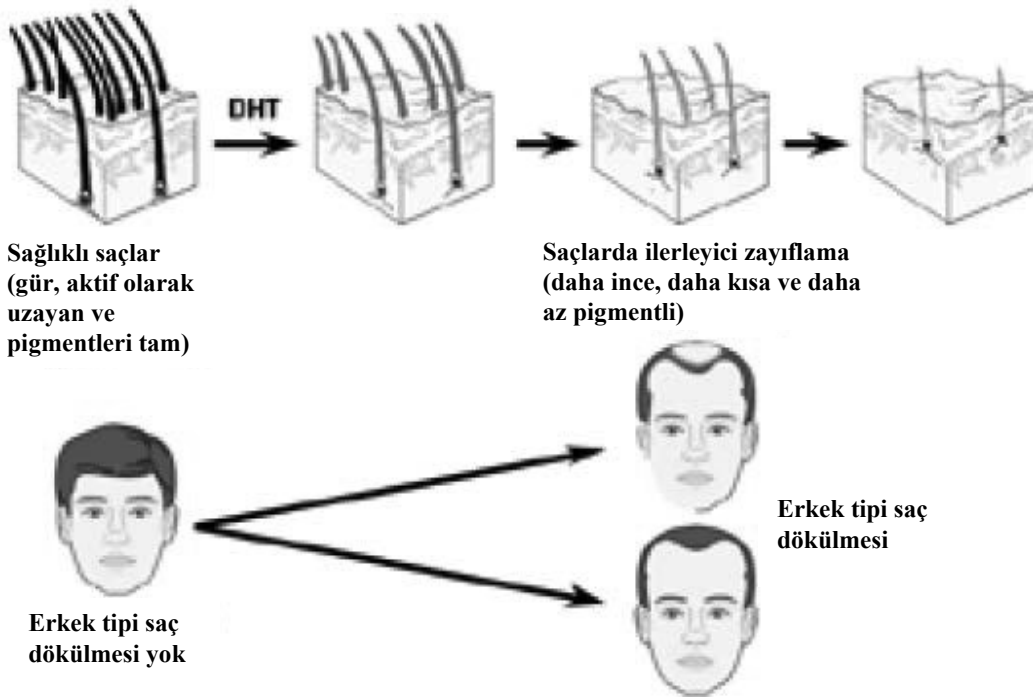 DHT
Sağlıklı saçlar
(gür, aktif olarak
uzayan ve
pigmentleri tam)
Saçlarda ilerleyici zayıflama
(daha ince, daha kısa ve daha
az pigmentli)
Erkek tipi saç
dökülmesi
Erkek tipi saç
dökülmesi yok